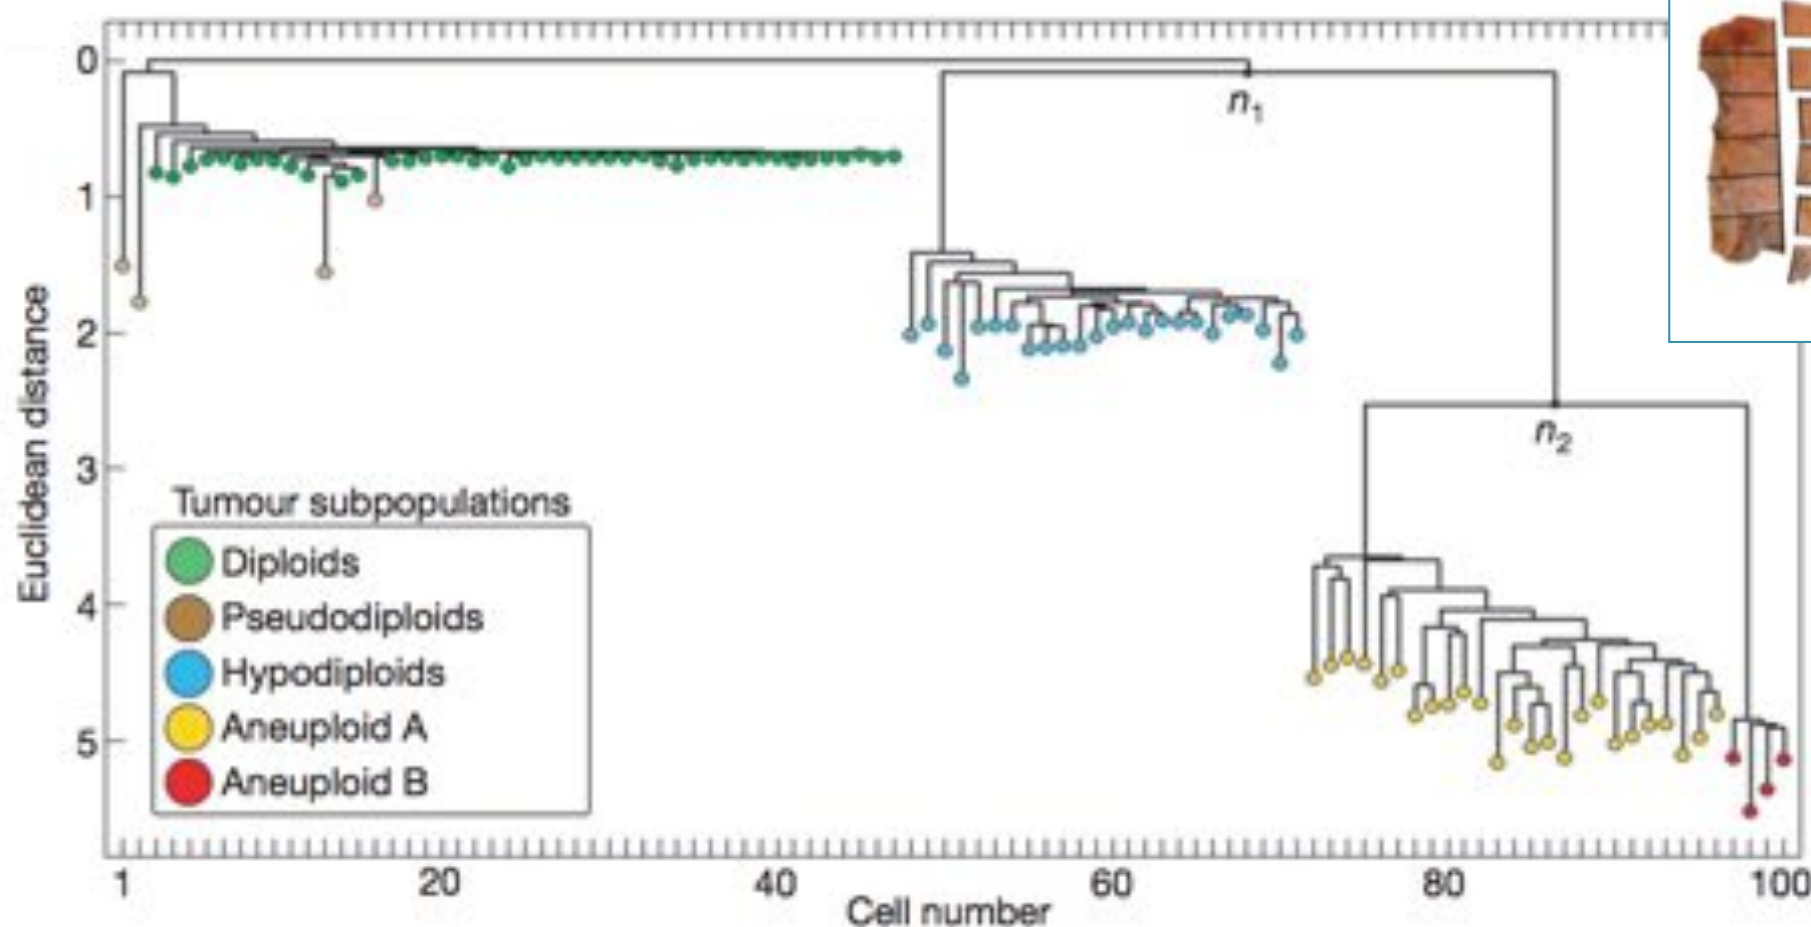 0
n1
1
2
n2
3
Euclidean distance
Tumour subpopulations
Diploids
Pseudodiploids
Hypodiploids
Aneuploid A
Aneuploid B
4
5
1 20 40 60 80 100
Cell number